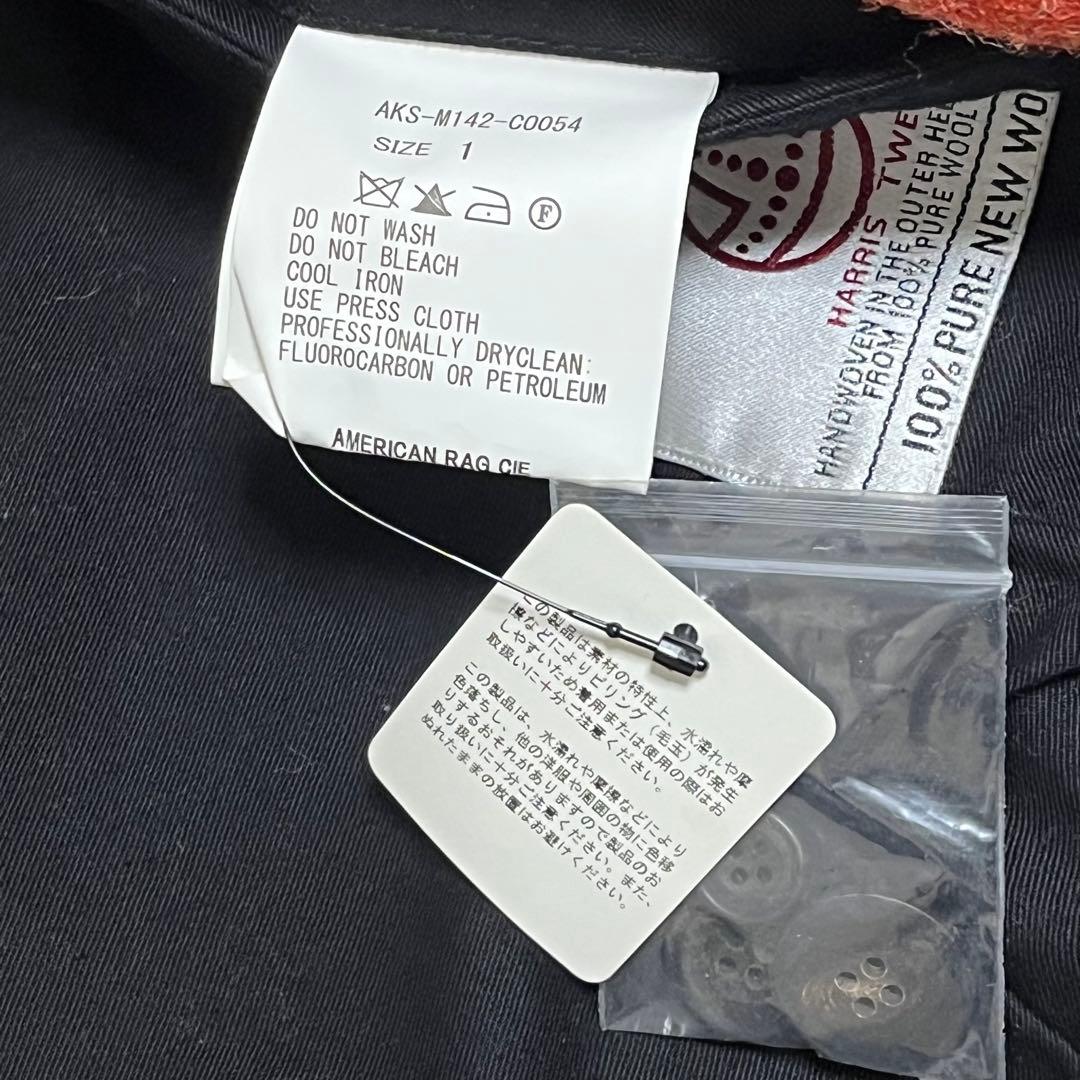 AKS-M142-C0054
SIZE 1
F
DO NOT WASH
DO NOT BLEACH
COOL IRON
USE PRESS CLOTH
PROFESSIONALLY DRYCLEAN:
FLUOROCARBON OR PETROLEUM
AMERICAN RAG CIE
HARRIS TWE
HANDWOVEN IN THE OUTER HE
FROM 100% PURE WOOL
100% PURE NEW WO
この製品は素材の特性上、水濡れや摩
擦などによりピリング(毛玉)が発生
しやすいため着用または使用の際はお
取扱いに十分ご注意ください。
この製品は、水濡れや摩擦などにより
色落ちし、他の洋服や周囲の物に色移
りするおそれがありますので製品のお
取り扱いに十分ご注意ください。また、
ぬれたままの放置はお避けください。